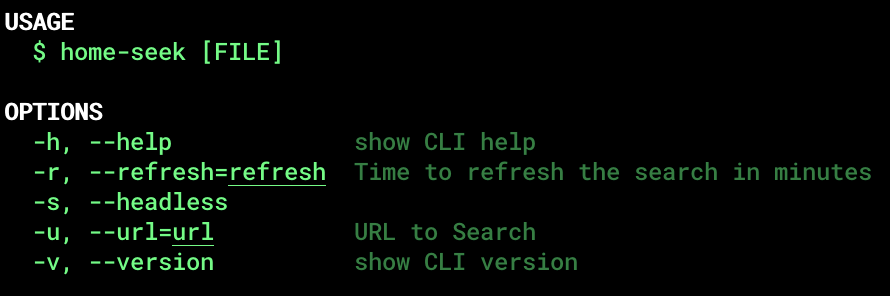 USAGE
$ home-seek [FILE]
OPTIONS
-h, --help show CLI help
-r, --refresh=refresh Time to refresh the search in minutes
-s, --headless
-u, --url=url URL to Search
-v, --version show CLI version